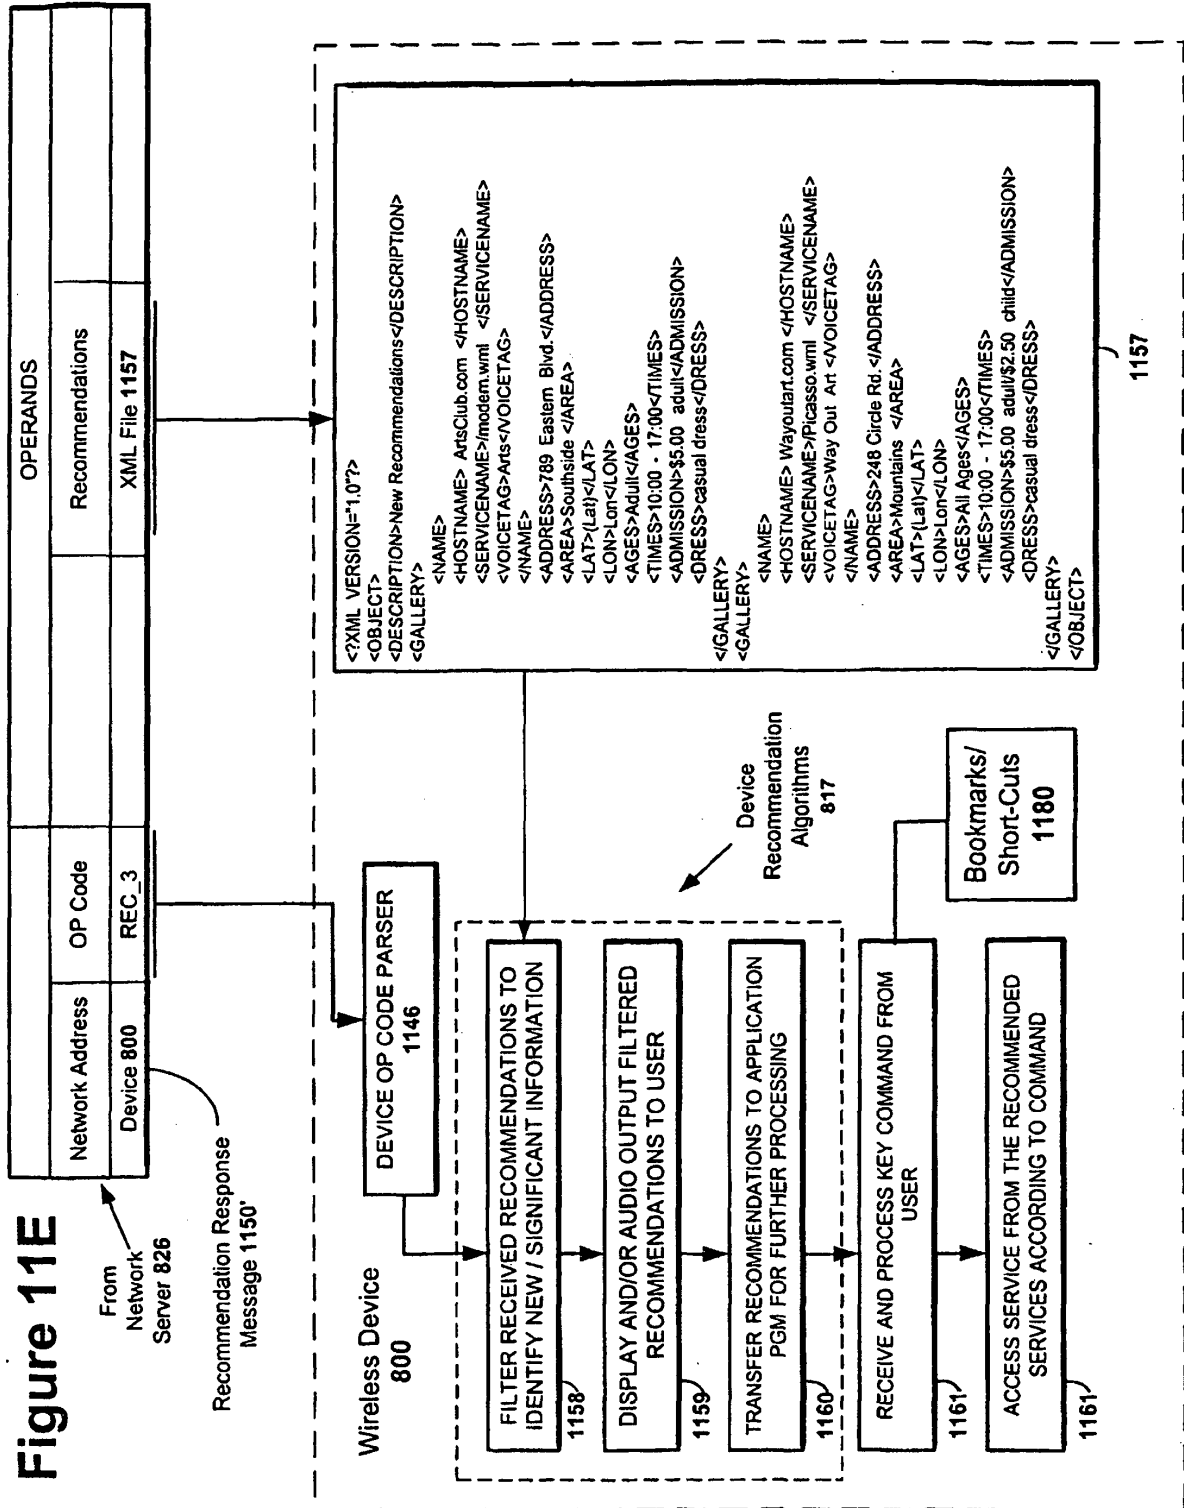 Figure 11E
From
Network
Server 826
Recommendation Response
Message 1150'
OPERANDS
Network Address
OP Code
Recommendations
Device 800
REC_3
XML File 1157
Wireless Device
800
DEVICE OP CODE PARSER
1146
FILTER RECEIVED RECOMMENDATIONS TO
IDENTIFY NEW / SIGNIFICANT INFORMATION
1158
DISPLAY AND/OR AUDIO OUTPUT FILTERED
RECOMMENDATIONS TO USER
1159
TRANSFER RECOMMENDATIONS TO APPLICATION
PGM FOR FURTHER PROCESSING
1160
Device
Recommendation
Algorithms
817
RECEIVE AND PROCESS KEY COMMAND FROM
USER
1161
Bookmarks/
Short-Cuts
1180
ACCESS SERVICE FROM THE RECOMMENDED
SERVICES ACCORDING TO COMMAND
1161
<?XML VERSION="1.0"?>
<OBJECT>
<DESCRIPTION>New Recommendations</DESCRIPTION>
<GALLERY>
<NAME>
<HOSTNAME> ArtsClub.com </HOSTNAME>
<SERVICENAME>/modern.wml </SERVICENAME>
<VOICETAG>Arts</VOICETAG>
</NAME>
<ADDRESS>789 Eastern Blvd.</ADDRESS>
<AREA>Southside </AREA>
<LAT>(Lat)</LAT>
<LON>Lon</LON>
<AGES>Adult</AGES>
<TIMES>10:00 - 17:00</TIMES>
<ADMISSION>$5.00 adult</ADMISSION>
<DRESS>casual dress</DRESS>
</GALLERY>
<GALLERY>
<NAME>
<HOSTNAME> Wayoutart.com </HOSTNAME>
<SERVICENAME>/Picasso.wml </SERVICENAME>
<VOICETAG>Way Out Art </VOICETAG>
</NAME>
<ADDRESS>248 Circle Rd.</ADDRESS>
<AREA>Mountains </AREA>
<LAT>(Lat)</LAT>
<LON>Lon</LON>
<AGES>All Ages</AGES>
<TIMES>10:00 - 17:00</TIMES>
<ADMISSION>$5.00 adult/$2.50 child</ADMISSION>
<DRESS>casual dress</DRESS>
</GALLERY>
</OBJECT>
1157